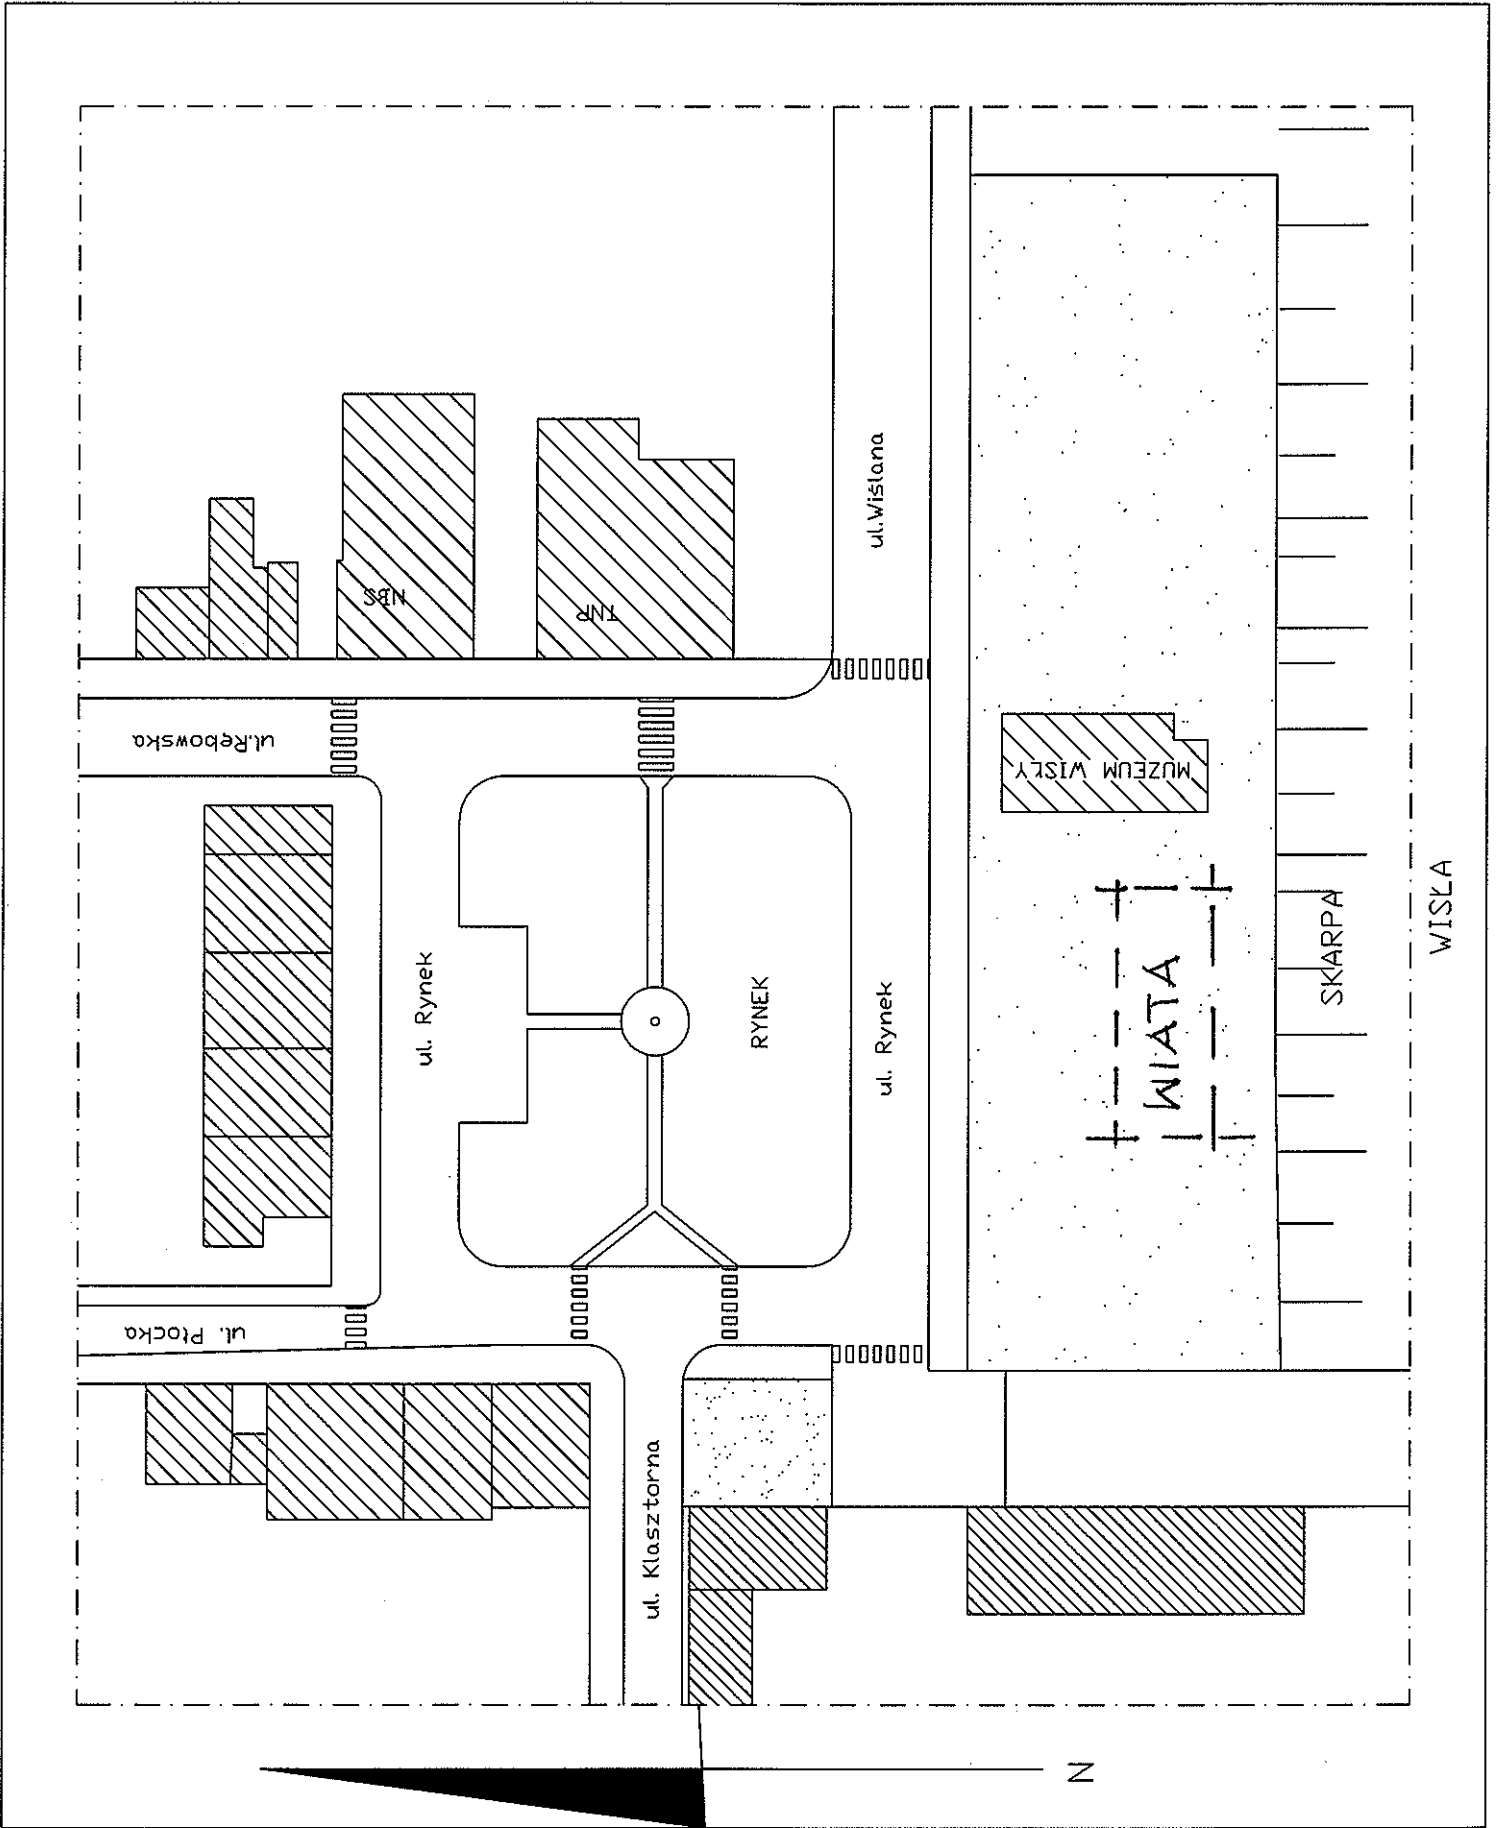 ul.Wiślana
NBS
TNP
ul.Rębowska
MUZEUM WISŁY
ul. Rynek
RYNEK
ul. Rynek
WIATA
SKARPA
WISŁA
ul. Płocka
ul. Klasztorna
N